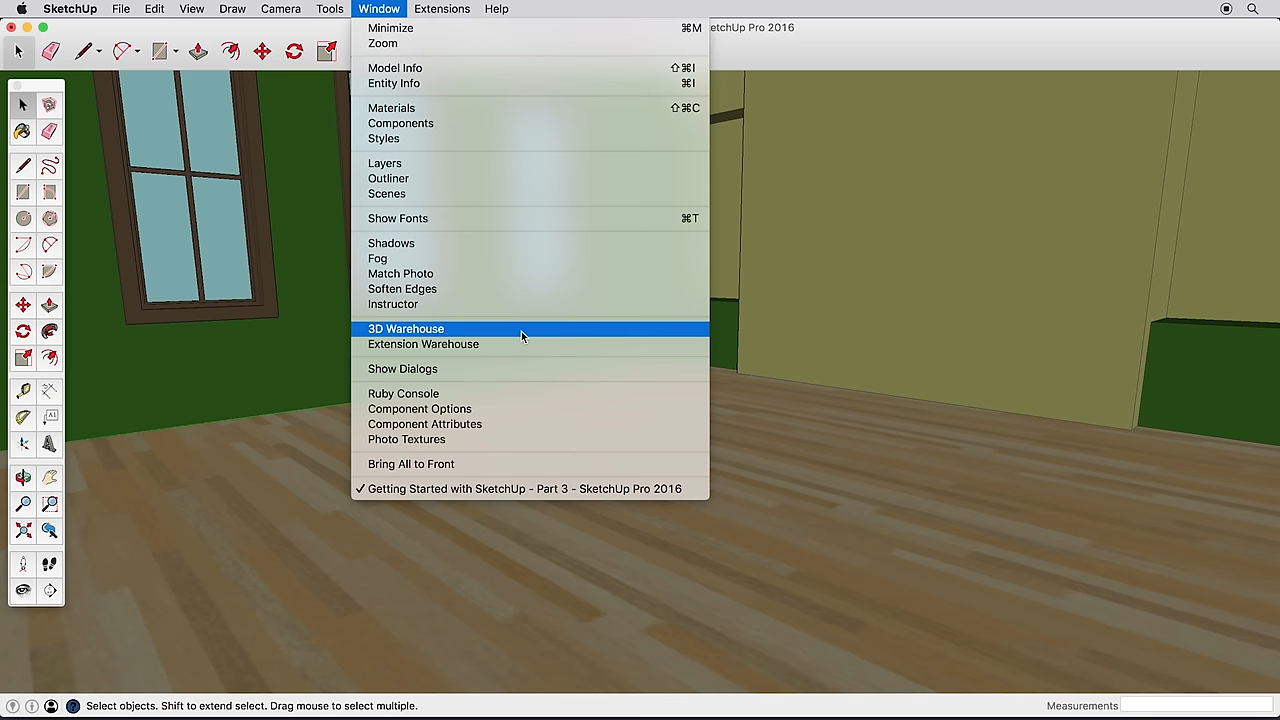 SketchUp File Edit View Draw Camera Tools Window Extensions Help
etchUp Pro 2016
Minimize ⌘M
Zoom
Model Info ⇧⌘I
Entity Info ⌘I
Materials ⇧⌘C
Components
Styles
Layers
Outliner
Scenes
Show Fonts ⌘T
Shadows
Fog
Match Photo
Soften Edges
Instructor
3D Warehouse
Extension Warehouse
Show Dialogs
Ruby Console
Component Options
Component Attributes
Photo Textures
Bring All to Front
✓ Getting Started with SketchUp - Part 3 - SketchUp Pro 2016
A1
Select objects. Shift to extend select. Drag mouse to select multiple.
Measurements